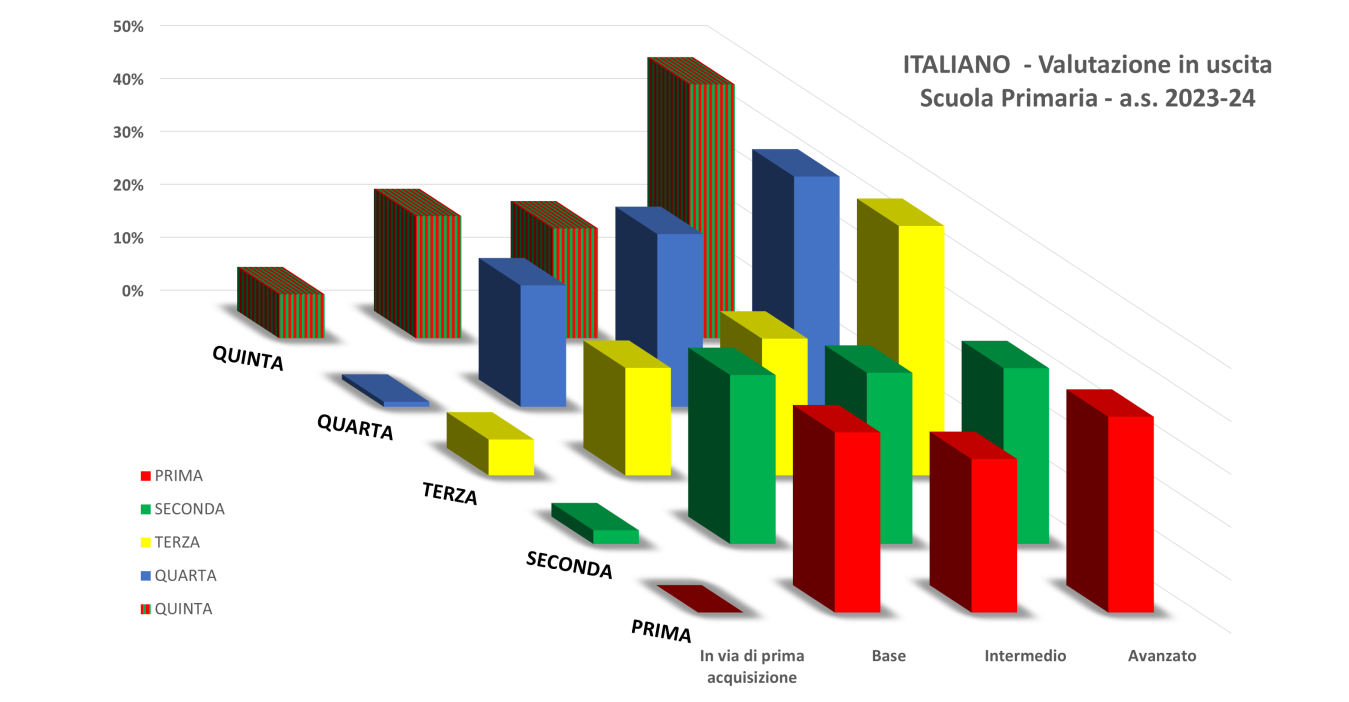 50%
ITALIANO - Valutazione in uscita
Scuola Primaria - a.s. 2023-24
40%
30%
20%
10%
0%
QUINTA
QUARTA
TERZA
SECONDA
PRIMA
PRIMA
SECONDA
TERZA
QUARTA
QUINTA
In via di prima
acquisizione
Base
Intermedio
Avanzato